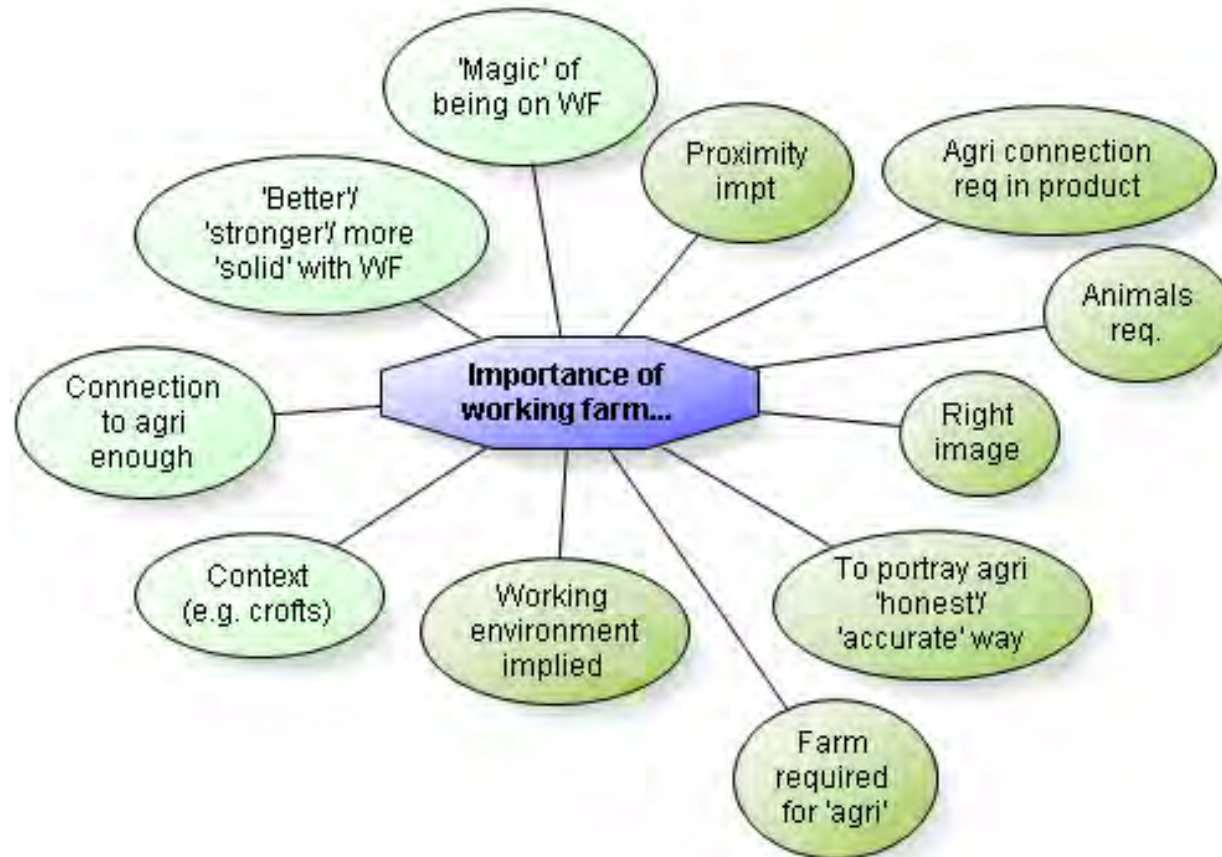 'Magic' of
being on WF
Proximity
impt
Agri connection
req in product
'Better'/
'stronger'/ more
'solid' with WF
Animals
req.
Importance of
working farm...
Connection
to agri
enough
Right
image
Context
(e.g. crofts)
Working
environment
implied
To portray agri
'honest'/
'accurate' way
Farm
required
for 'agri'